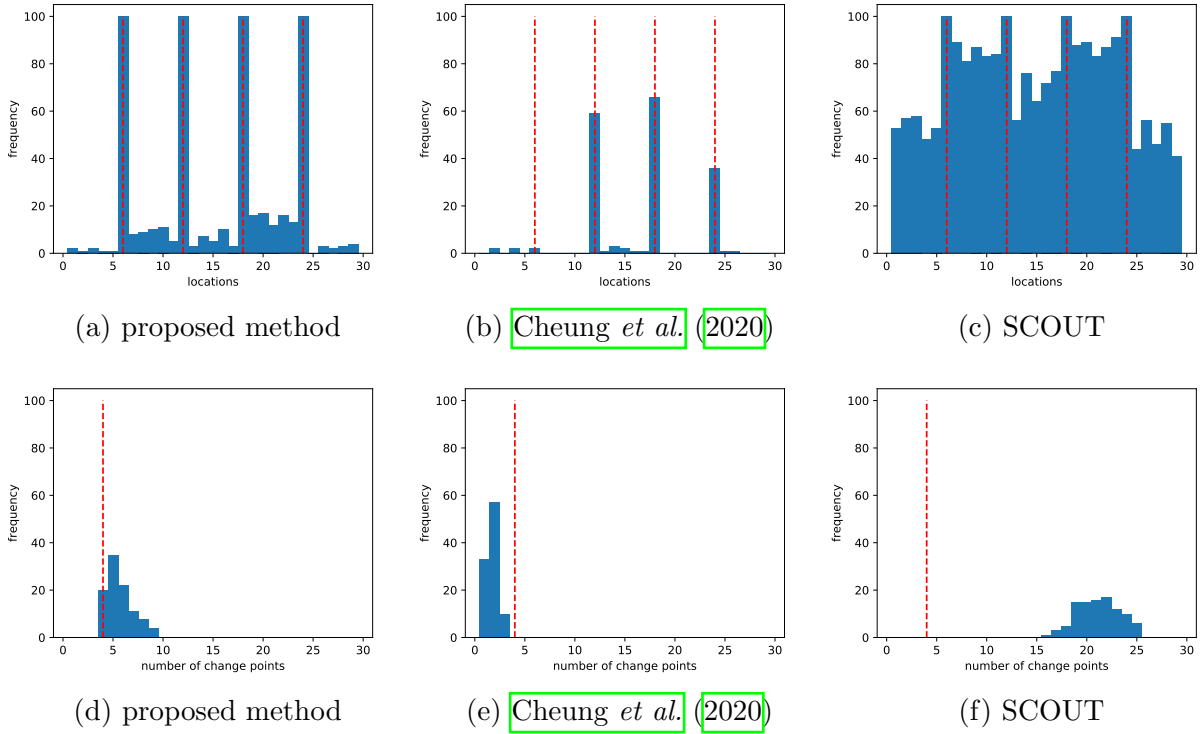 100
80
60
40
20
0
frequency
0 5 10 15 20 25 30
locations
(a) proposed method
100
80
60
40
20
0
frequency
0 5 10 15 20 25 30
locations
(b) Cheung et al. (2020)
100
80
60
40
20
0
frequency
0 5 10 15 20 25 30
locations
(c) SCOUT
100
80
60
40
20
0
frequency
0 5 10 15 20 25 30
number of change points
(d) proposed method
100
80
60
40
20
0
frequency
0 5 10 15 20 25 30
number of change points
(e) Cheung et al. (2020)
100
80
60
40
20
0
frequency
0 5 10 15 20 25 30
number of change points
(f) SCOUT